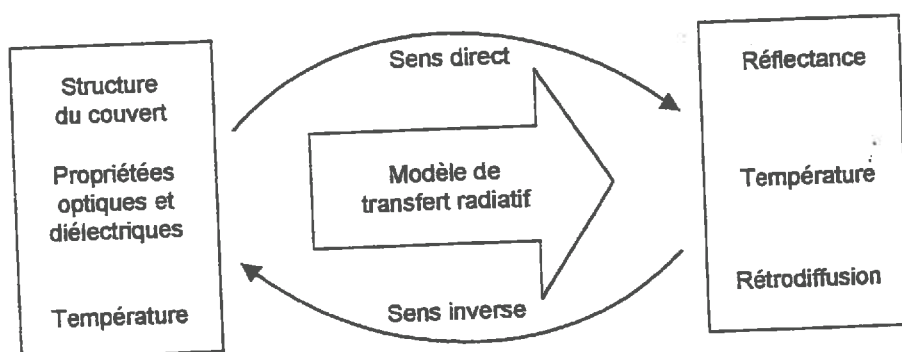 Structure
du couvert
Propriétées
optiques et
diélectriques
Température
Sens direct
Modèle de
transfert radiatif
Sens inverse
Réflectance
Température
Rétrodiffusion